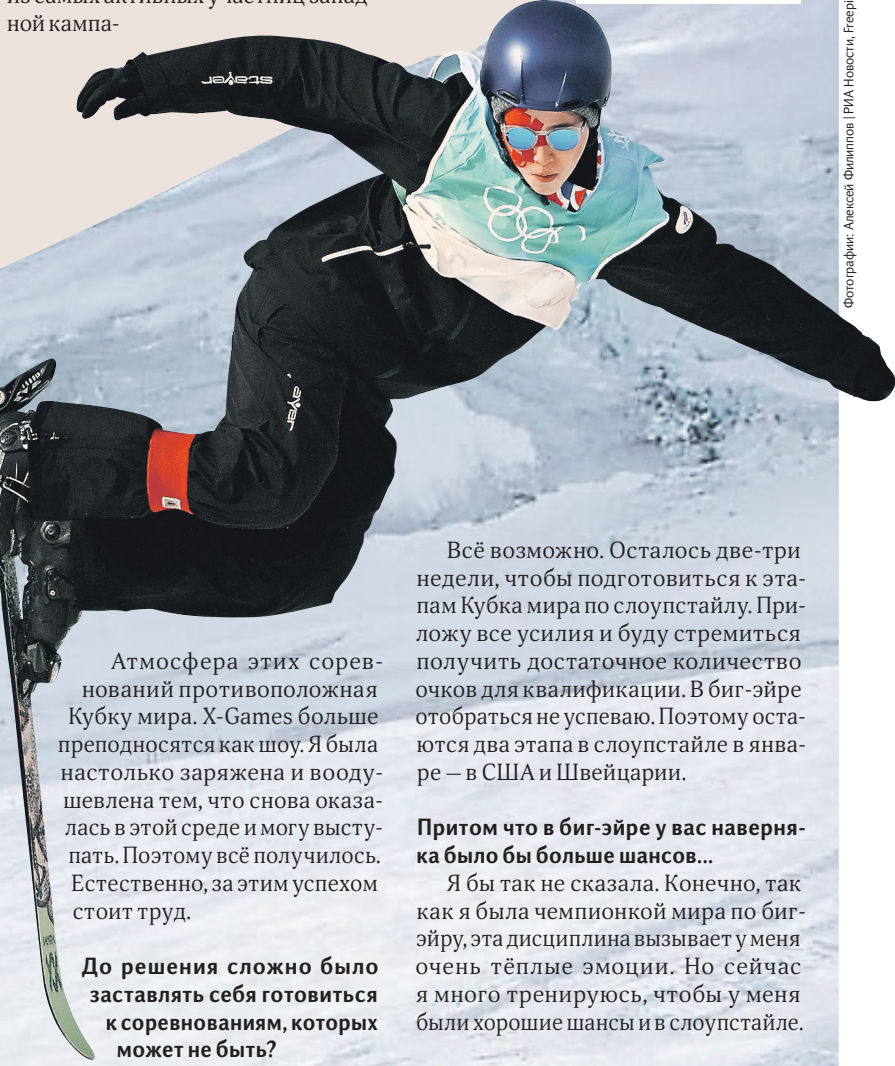 ной кампа-
stayer
Фотографии: Алексей Филиппов | РИА Новости, Freepi
Атмосфера этих сорев-
нований противоположная
Кубку мира. X-Games больше
преподносятся как шоу. Я была
настолько заряжена и вооду-
шевлена тем, что снова оказа-
лась в этой среде и могу высту-
пать. Поэтому всё получилось.
Естественно, за этим успехом
стоит труд.
До решения сложно было
заставлять себя готовиться
к соревнованиям, которых
может не быть?
Всё возможно. Осталось две-три
недели, чтобы подготовиться к эта-
пам Кубка мира по слоупстайлу. При-
ложу все усилия и буду стремиться
получить достаточное количество
очков для квалификации. В биг-эйре
отобраться не успеваю. Поэтому оста-
ются два этапа в слоупстайле в янва-
ре – в США и Швейцарии.
Притом что в биг-эйре у вас наверня-
ка было бы больше шансов...
Я бы так не сказала. Конечно, так
как я была чемпионкой мира по биг-
эйру, эта дисциплина вызывает у меня
очень тёплые эмоции. Но сейчас
я много тренируюсь, чтобы у меня
были хорошие шансы и в слоупстайле.